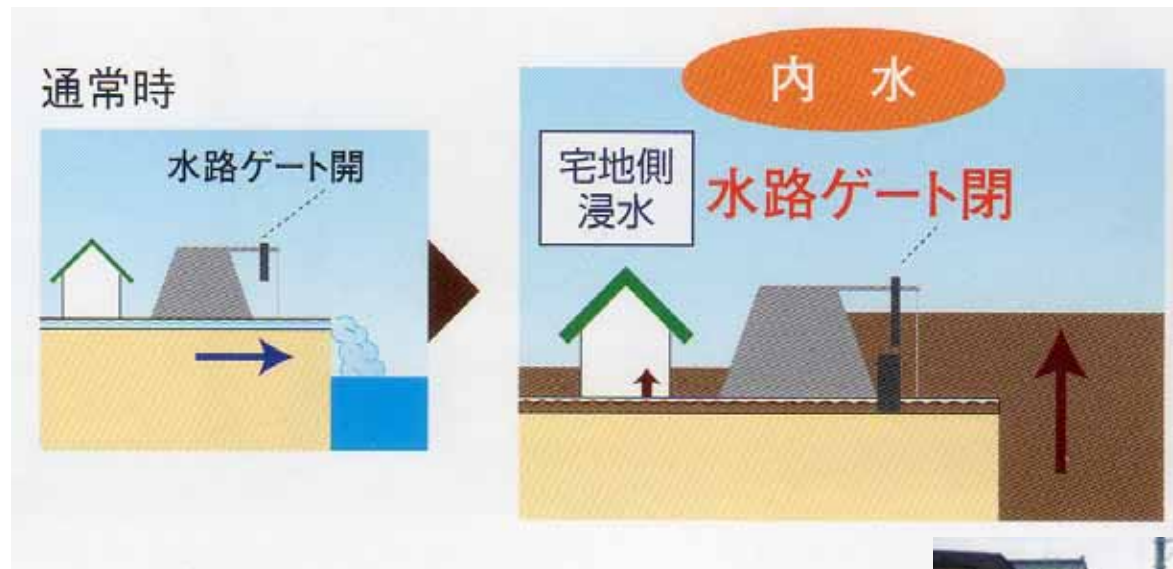 通常時
水路ゲート開
内 水
宅地側
浸水
水路ゲート閉